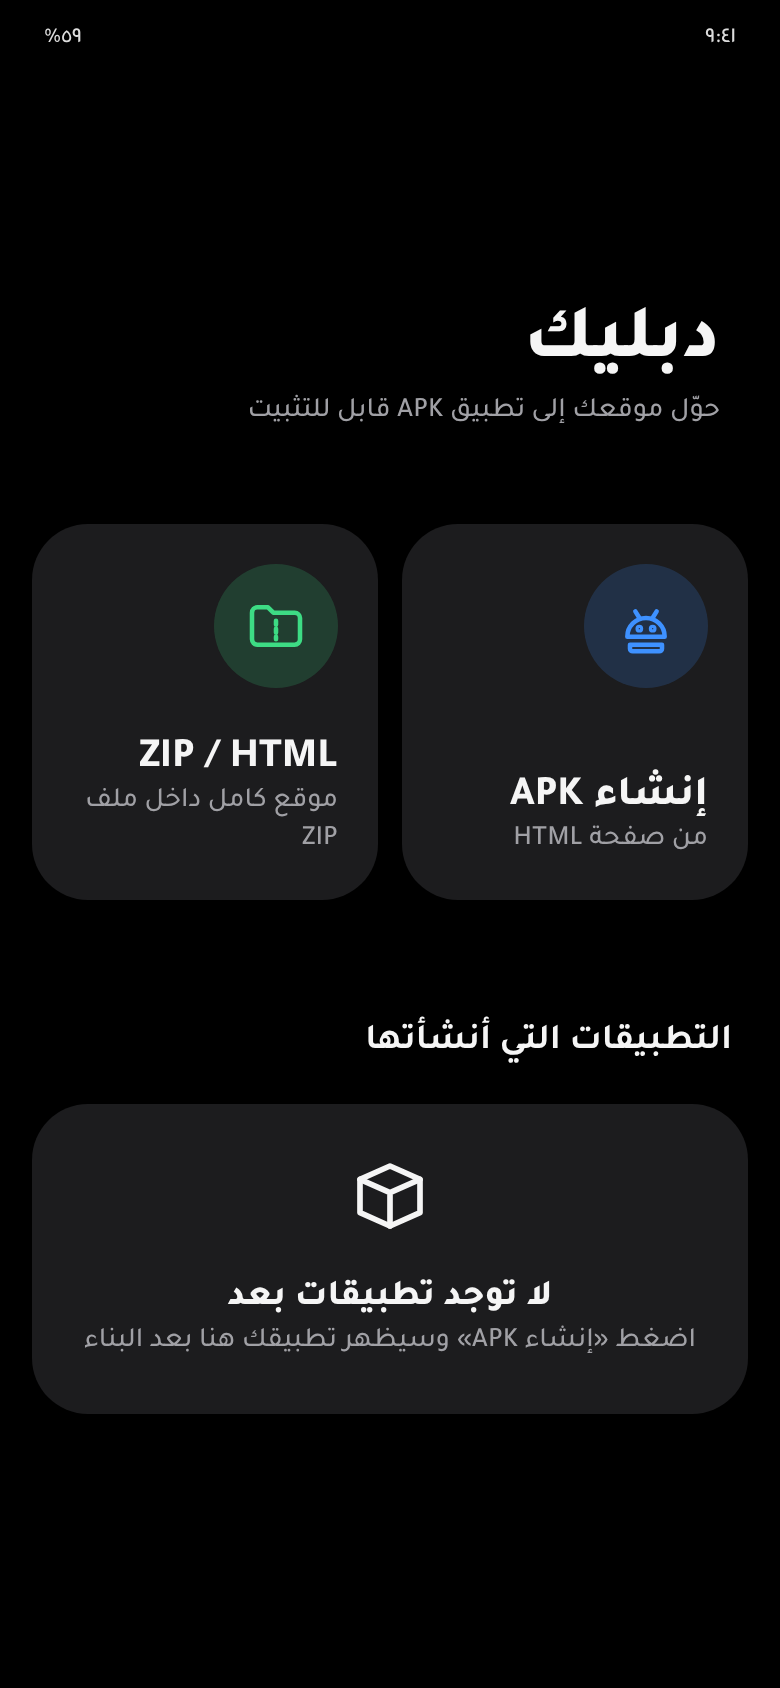 ٩:٤١
٥٩%
دبليك
حوّل موقعك إلى تطبيق APK قابل للتثبيت
إنشاء APK
من صفحة HTML
ZIP / HTML
موقع كامل داخل ملف
ZIP
التطبيقات التي أنشأتها
لا توجد تطبيقات بعد
اضغط «إنشاء APK» وسيظهر تطبيقك هنا بعد البناء